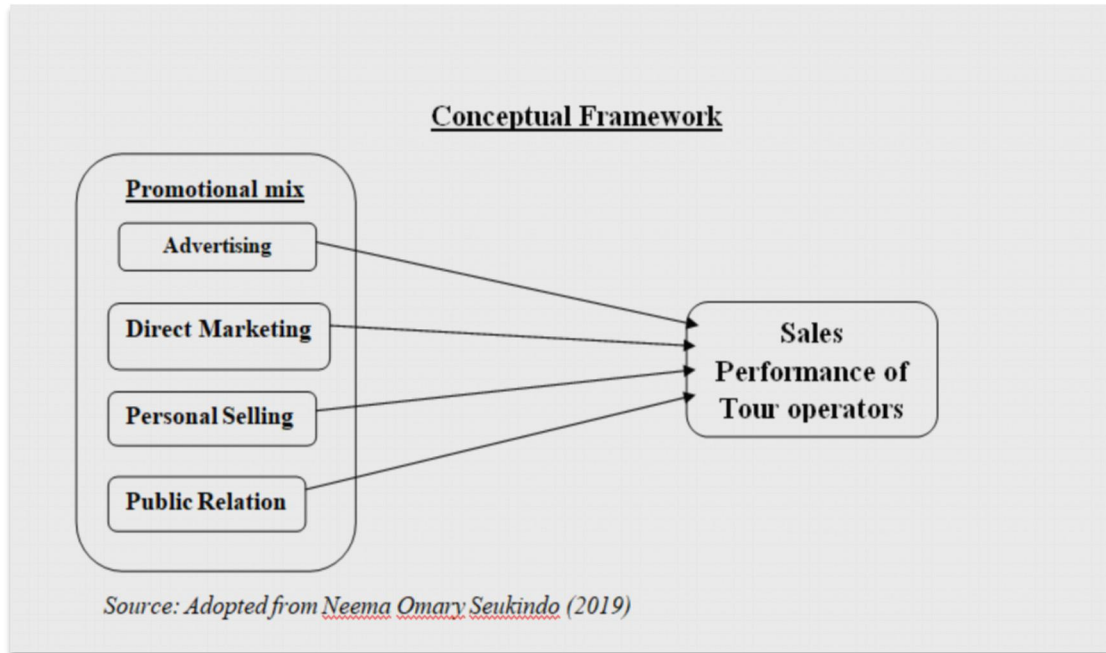 Conceptual Framework
Promotional mix
Advertising
Direct Marketing
Personal Selling
Public Relation
Sales
Performance of
Tour operators
Source: Adopted from Neema Omary Seukindo (2019)